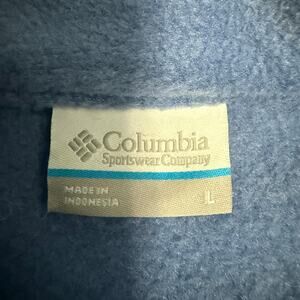 Columbia
Sportswear Company
MADE IN
INDONESIA
L